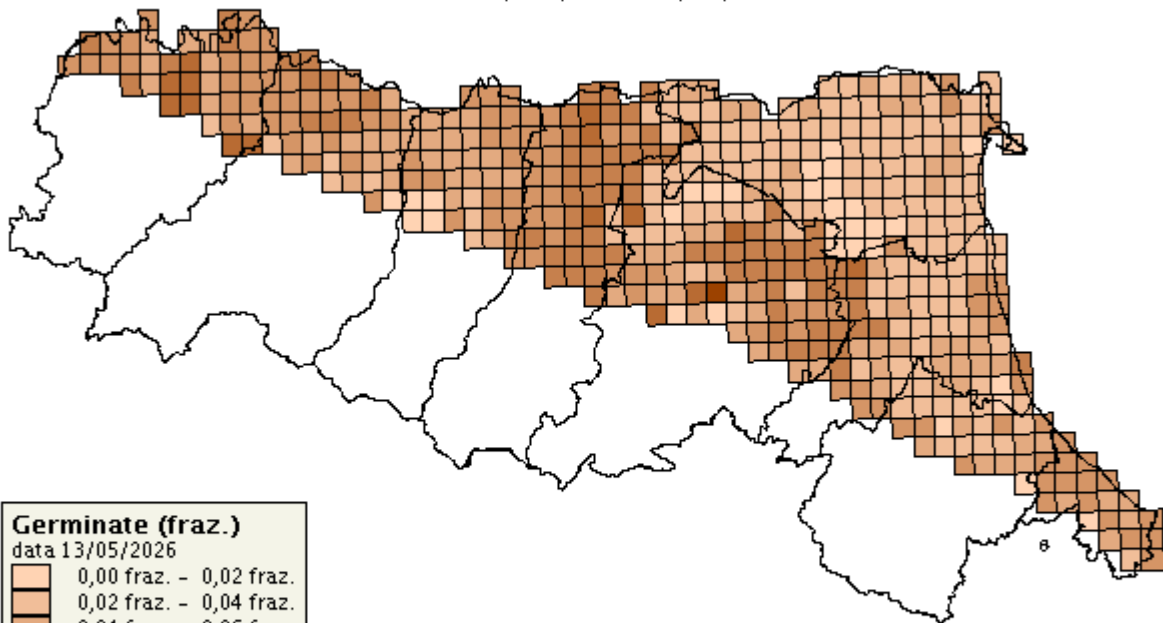 Germinate (fraz.)
data 13/05/2026
0,00 fraz. - 0,02 fraz.
0,02 fraz. - 0,04 fraz.